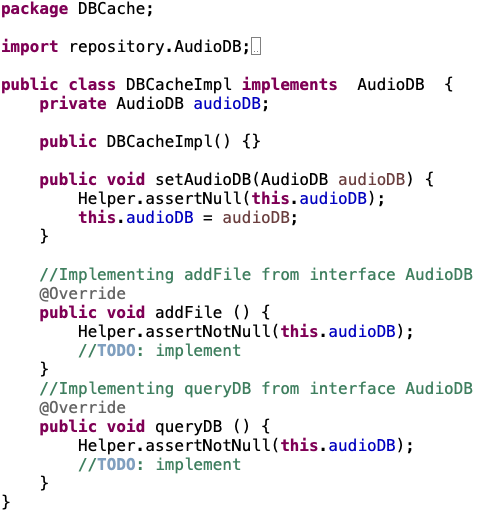 package DBCache;
import repository.AudioDB;
public class DBCacheImpl implements  AudioDB  {
    private AudioDB audioDB;
    public DBCacheImpl() {}
    public void setAudioDB(AudioDB audioDB) {
        Helper.assertNull(this.audioDB);
        this.audioDB = audioDB;
    }
    //Implementing addFile from interface AudioDB
    @Override
    public void addFile () {
        Helper.assertNotNull(this.audioDB);
        //TODO: implement
    }
    //Implementing queryDB from interface AudioDB
    @Override
    public void queryDB () {
        Helper.assertNotNull(this.audioDB);
        //TODO: implement
    }
}